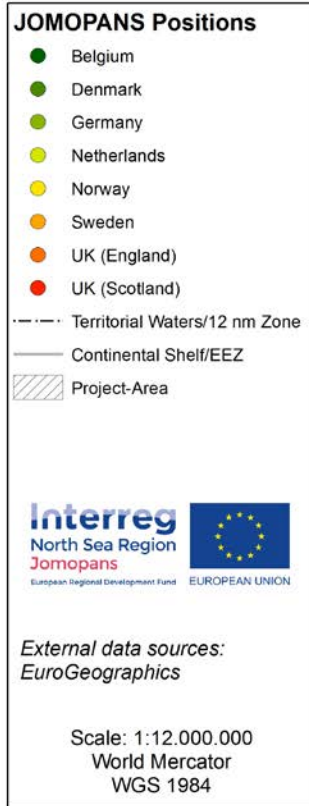 JOMOPANS Positions
Belgium
Denmark
Germany
Netherlands
Norway
Sweden
UK (England)
UK (Scotland)
Territorial Waters/12 nm Zone
Continental Shelf/EEZ
Project-Area
Interreg
North Sea Region
Jomopans
European Regional Development Fund
EUROPEAN UNION
External data sources:
EuroGeographics
Scale: 1:12.000.000
World Mercator
WGS 1984